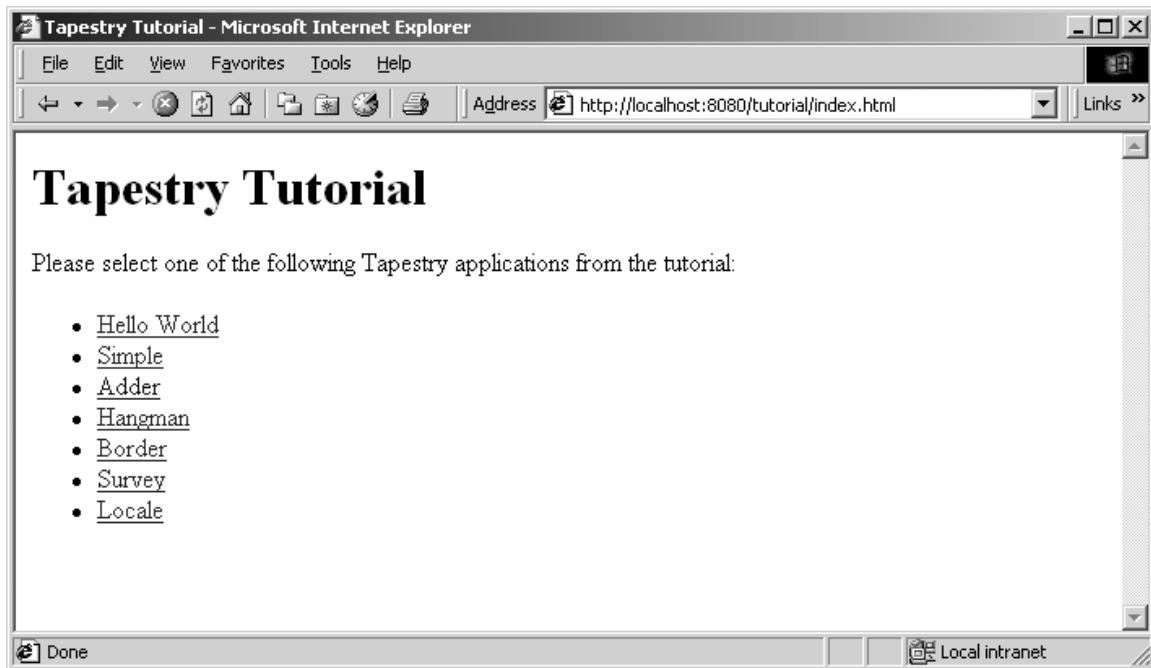 Tapestry Tutorial - Microsoft Internet Explorer
File Edit View Favorites Tools Help
Address http://localhost:8080/tutorial/index.html Links »
Tapestry Tutorial
Please select one of the following Tapestry applications from the tutorial:
• Hello World
• Simple
• Adder
• Hangman
• Border
• Survey
• Locale
Done Local intranet